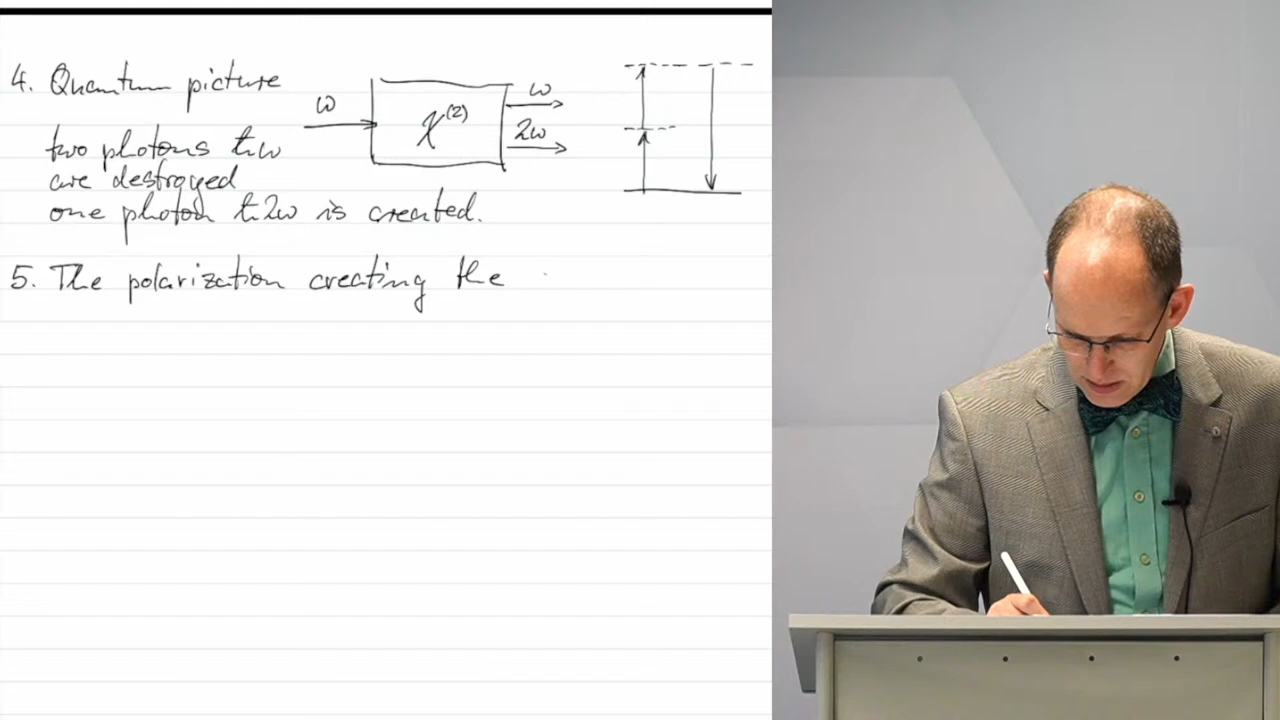 4. Quantum picture
two photons ħω
are destroyed
one photon ħ2ω is created.
ω
χ⁽²⁾
ω
2ω
5. The polarization creating the